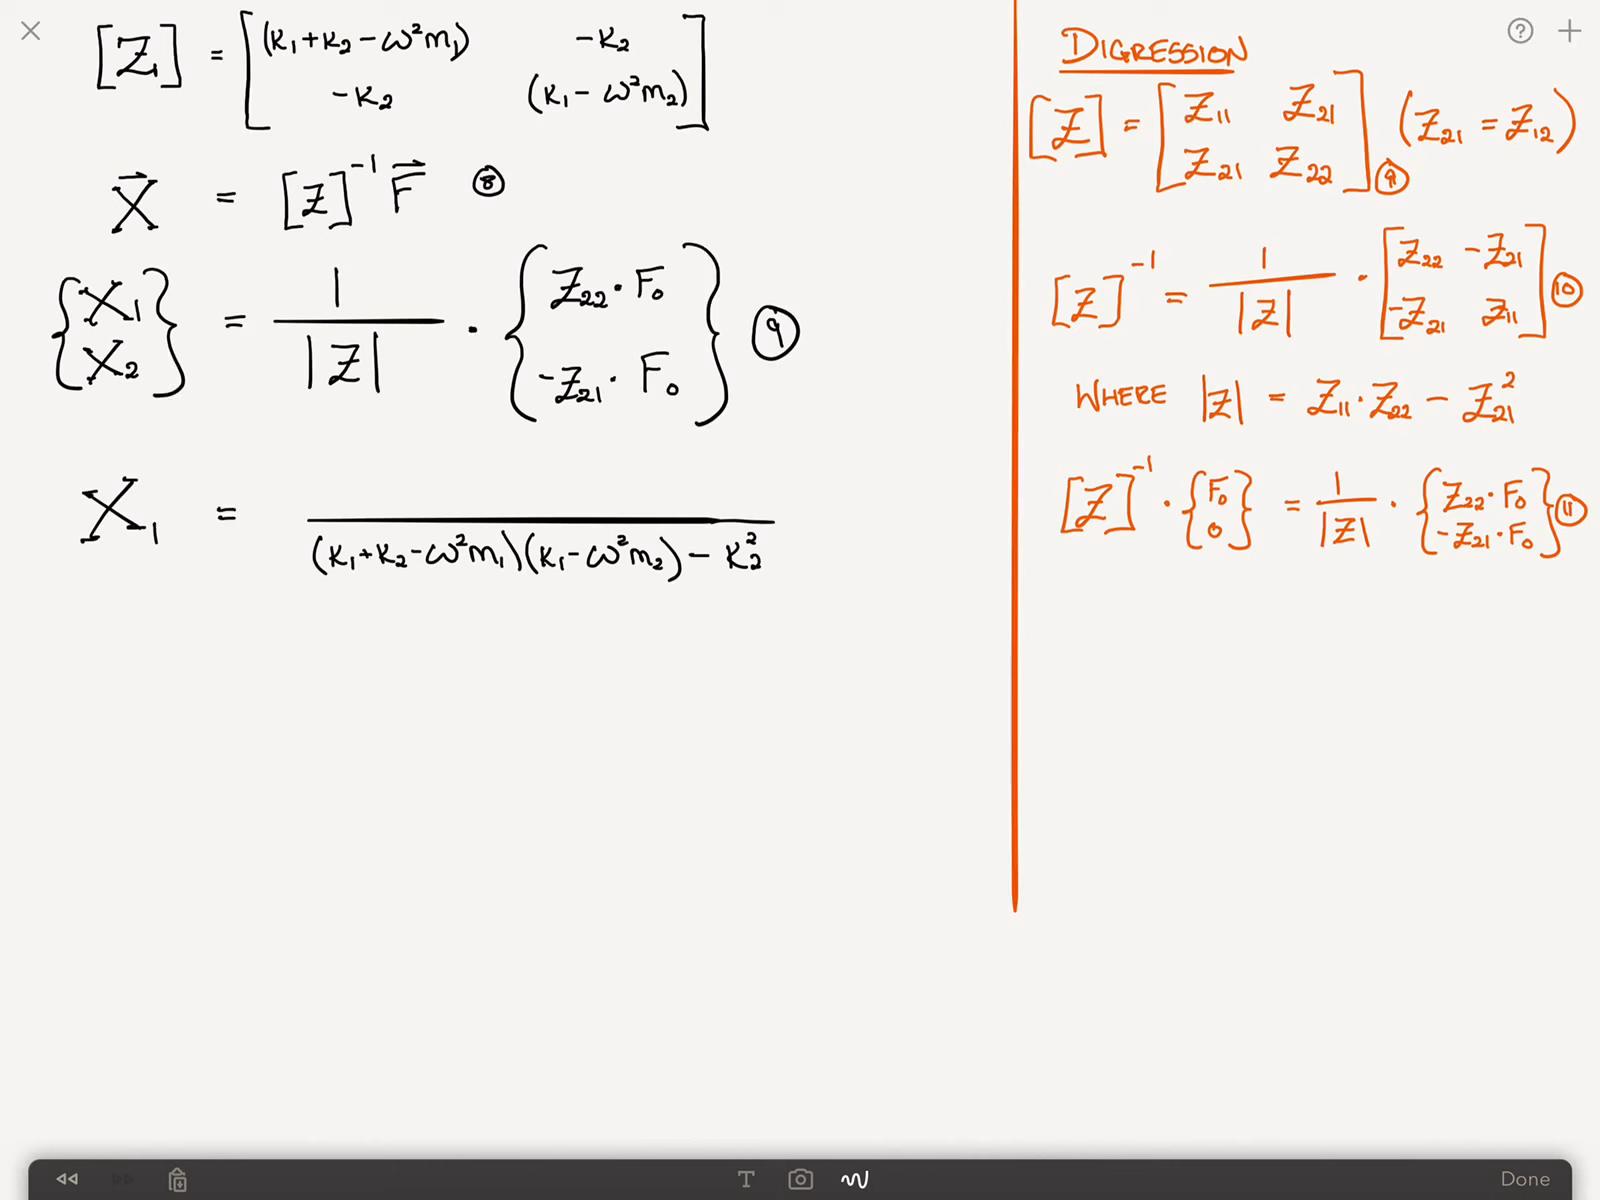 [Z] = [(K₁+K₂-ω²m₁) -K₂
-K₂ (K₁-ω²m₂)]
X⃗ = [Z]⁻¹ F⃗ ⑧
{X₁ X₂} = 1/|Z| · {Z₂₂·F₀ -Z₂₁·F₀} ⑨
X₁ =
(K₁+K₂-ω²m₁)(K₁-ω²m₂) - K₂²
DIGRESSION
[Z] = [Z₁₁ Z₂₁
Z₂₁ Z₂₂] (Z₂₁ = Z₁₂) ⑨
[Z]⁻¹ = 1/|Z| · [Z₂₂ -Z₂₁
-Z₂₁ Z₁₁] ⑩
WHERE |Z| = Z₁₁·Z₂₂ - Z₂₁²
[Z]⁻¹ · {F₀ 0} = 1/|Z| · {Z₂₂·F₀ -Z₂₁·F₀} ⑪
T
Done